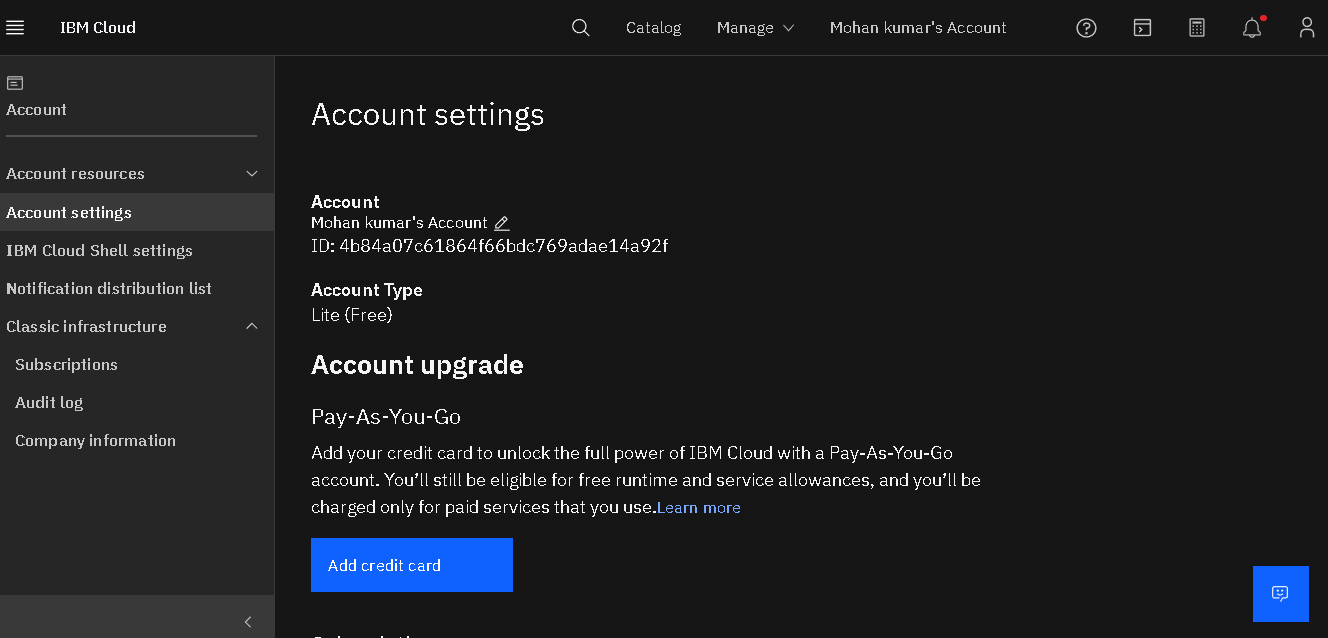 IBM Cloud
Catalog
Manage
Mohan kumar's Account
Account
Account resources
Account settings
IBM Cloud Shell settings
Notification distribution list
Classic infrastructure
Subscriptions
Audit log
Company information
Account settings
Account
Mohan kumar's Account
ID: 4b84a07c61864f66bdc769adae14a92f
Account Type
Lite (Free)
Account upgrade
Pay-As-You-Go
Add your credit card to unlock the full power of IBM Cloud with a Pay-As-You-Go
account. You’ll still be eligible for free runtime and service allowances, and you’ll be
charged only for paid services that you use.Learn more
Add credit card